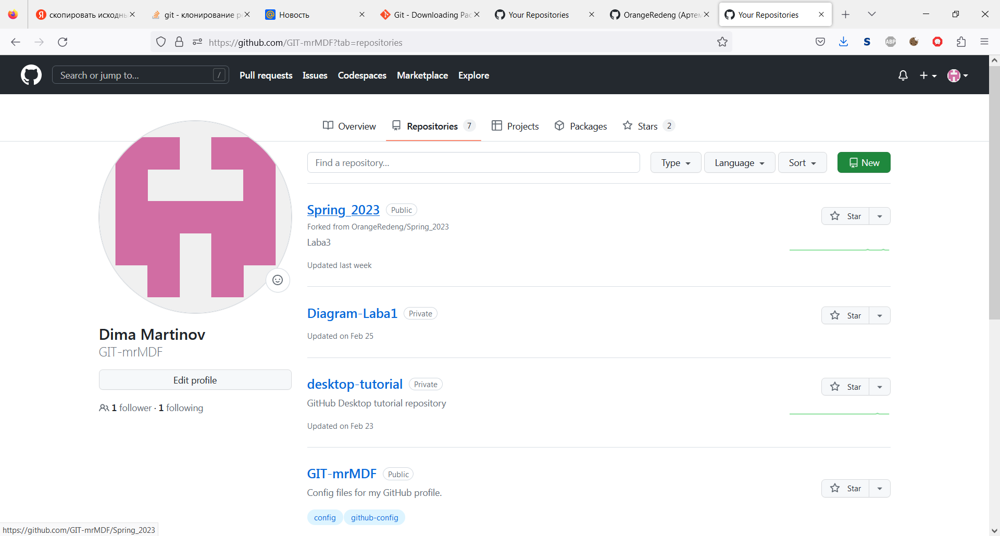 скопировать исходнь
git - клонирование ре
Новость
Git - Downloading Pac
Your Repositories
OrangeRedeng (Артем
Your Repositories
https://github.com/GIT-mrMDF?tab=repositories
S
ABP
Search or jump to...
/
Pull requests
Issues
Codespaces
Marketplace
Explore
Overview
Repositories 7
Projects
Packages
Stars 2
Find a repository...
Type
Language
Sort
New
Spring_2023 Public
Star
Forked from OrangeRedeng/Spring_2023
Laba3
Updated last week
Diagram-Laba1 Private
Star
Updated on Feb 25
desktop-tutorial Private
Star
GitHub Desktop tutorial repository
Updated on Feb 23
GIT-mrMDF Public
Star
Config files for my GitHub profile.
config github-config
Dima Martinov
GIT-mrMDF
Edit profile
1 follower · 1 following
https://github.com/GIT-mrMDF/Spring_2023